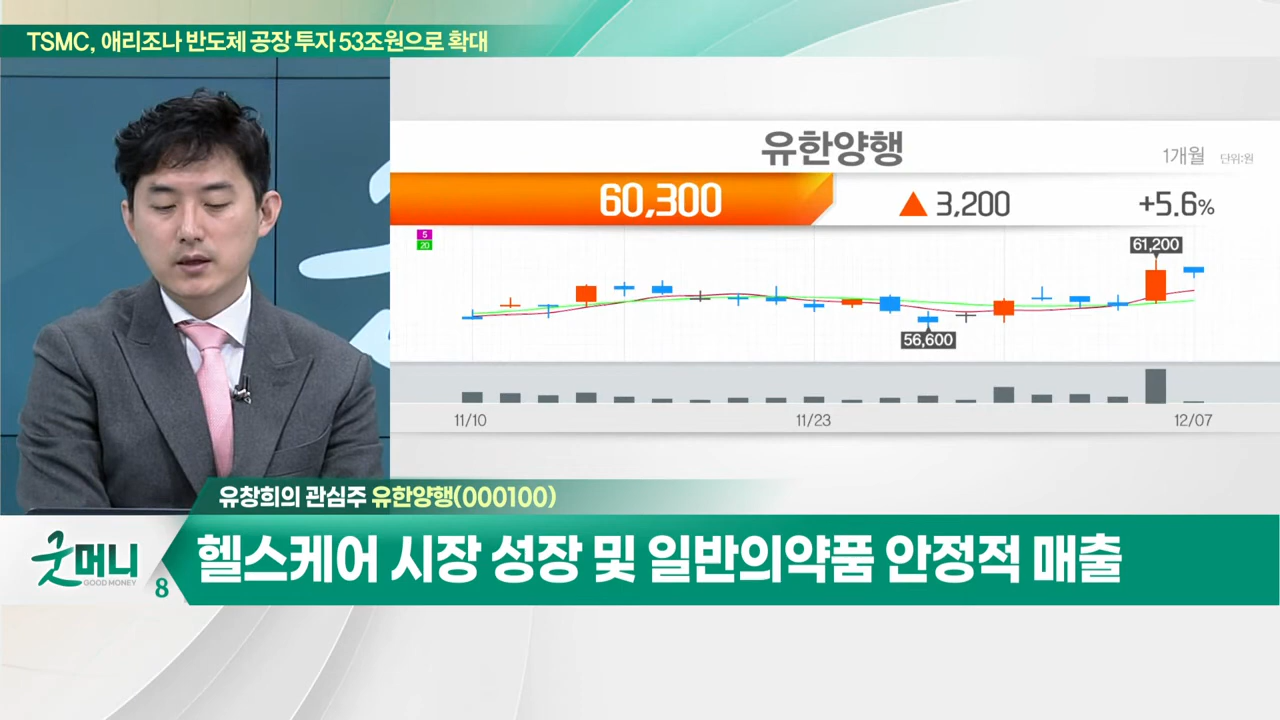 TSMC, 애리조나 반도체 공장 투자 53조원으로 확대
유한양행
1개월 단위:원
60,300 ▲ 3,200 +5.6%
5
20
61,200
56,600
11/10 11/23 12/07
유창희의 관심주 유한양행(000100)
굿머니
GOOD MONEY
8
헬스케어 시장 성장 및 일반의약품 안정적 매출